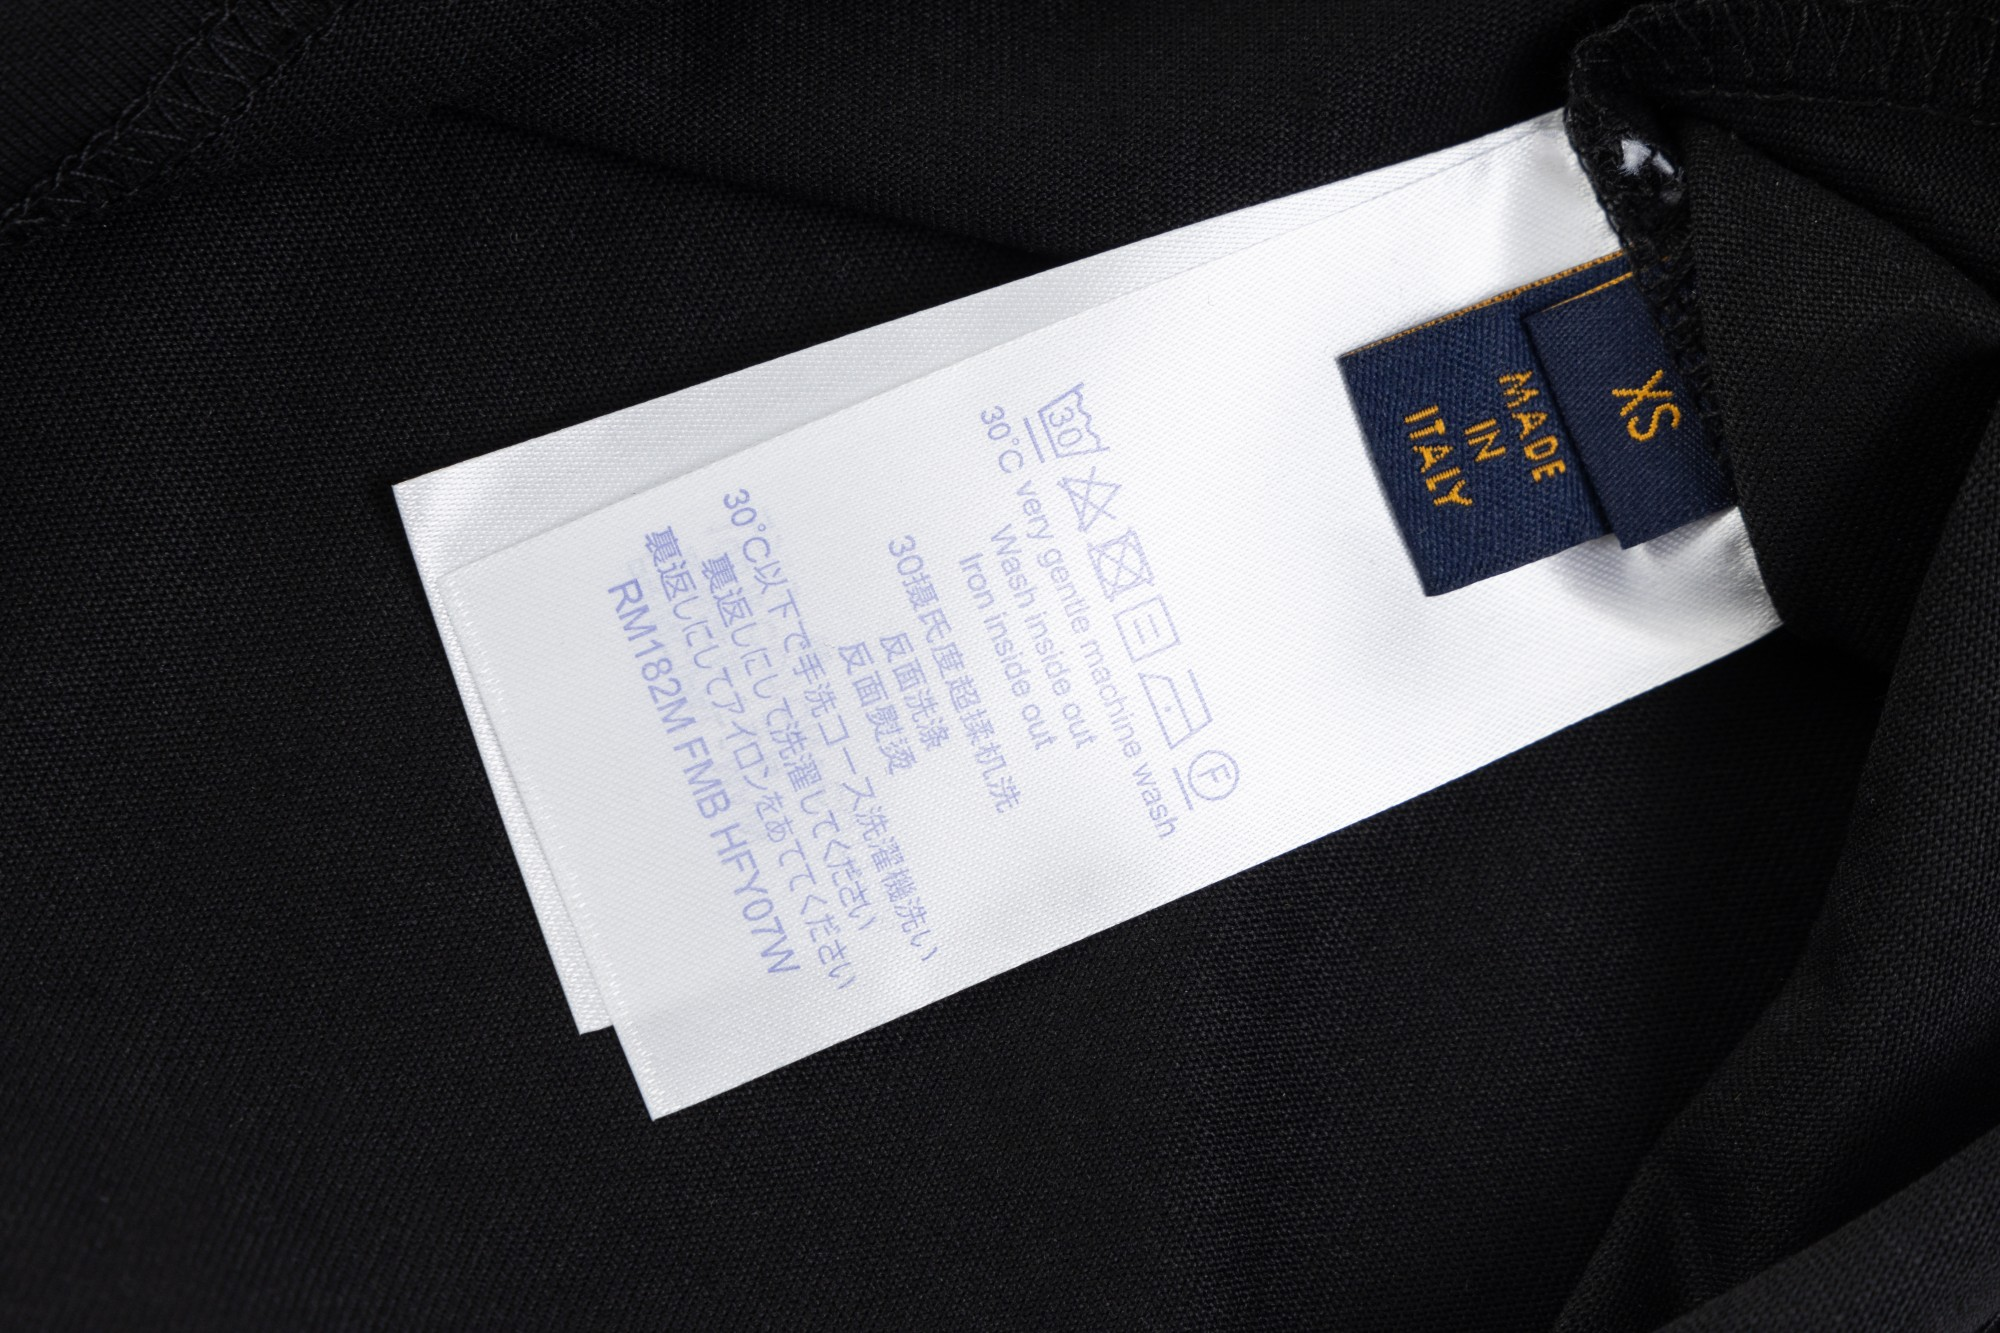 XS
MADE
IN
ITALY
30
F
30°C very gentle machine wash
Wash inside out
Iron inside out
30摄氏度超揉机洗
反面洗涤
反面熨烫
30°C以下で手洗コース洗濯機洗い
裏返しにして洗濯してください
裏返しにしてアイロンをあててください
RM182M FMB HFY07W